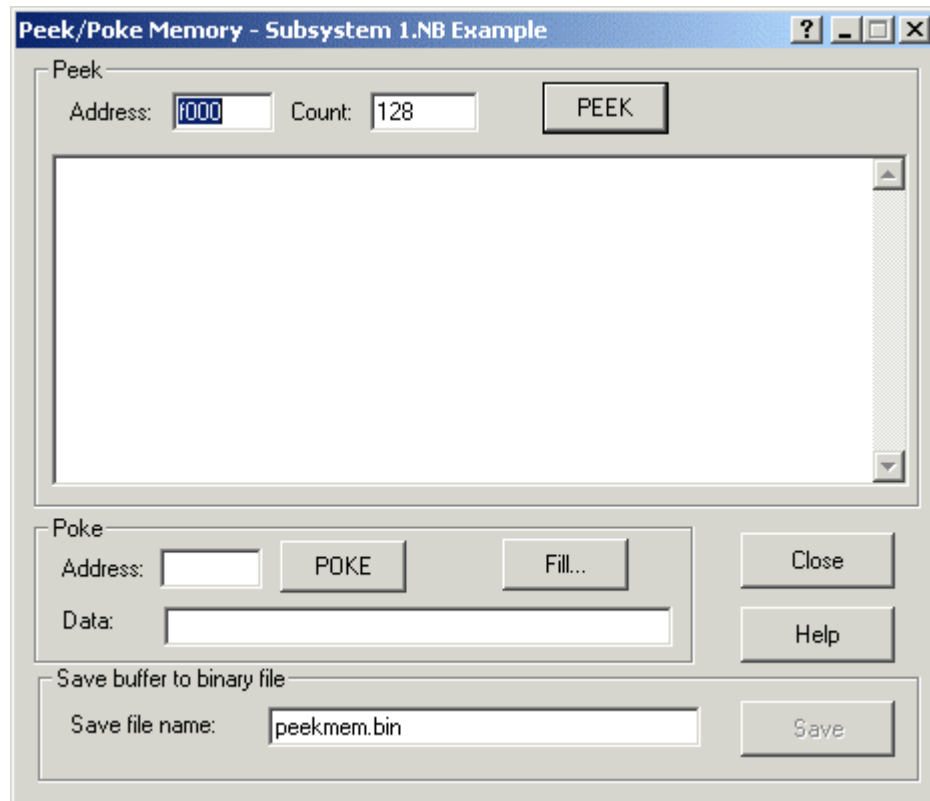 Peek/Poke Memory - Subsystem 1.NB Example
Peek
Address: f000 Count: 128 PEEK
Poke
Address: POKE Fill... Close
Data:
Help
Save buffer to binary file
Save file name: peekmem.bin Save